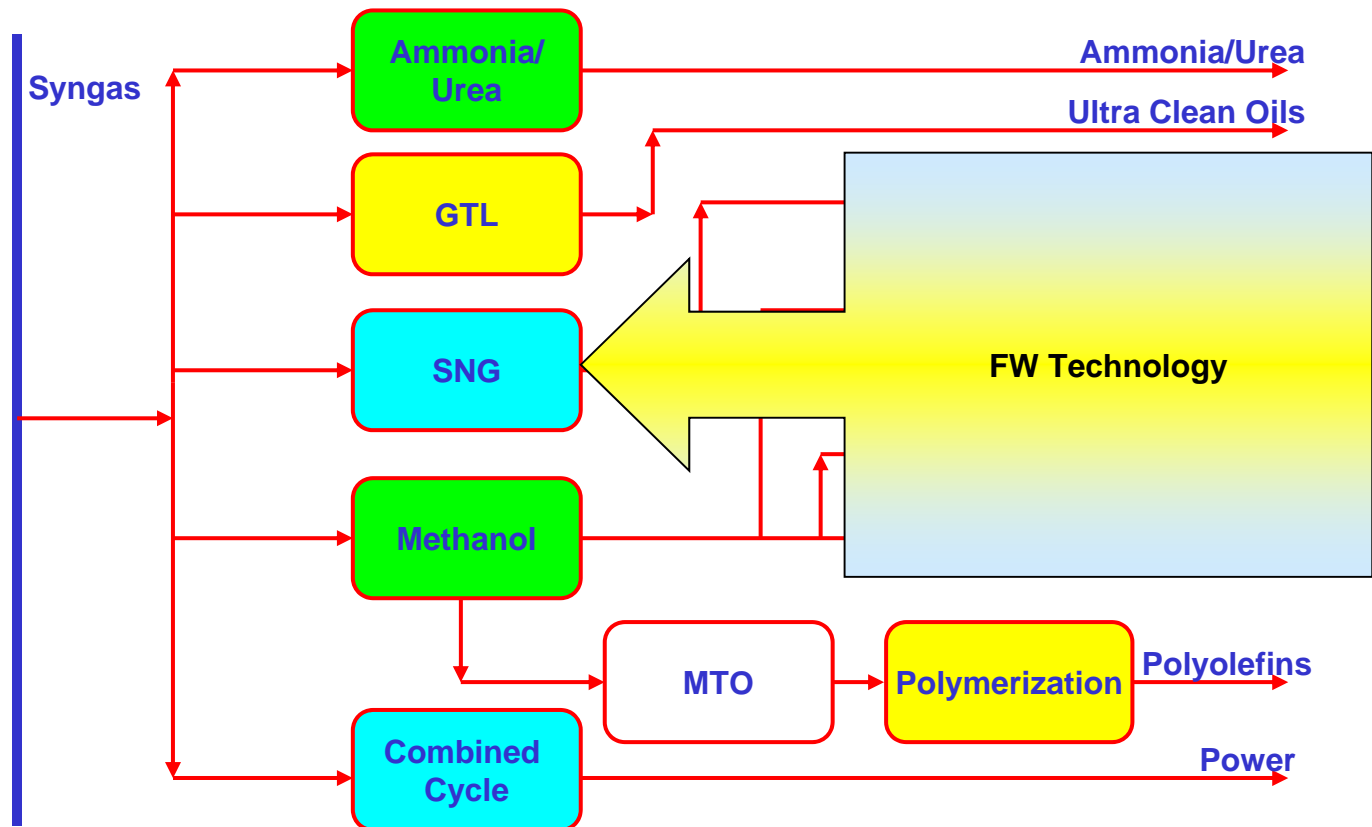 Syngas
Ammonia/
Urea
Ammonia/Urea
Ultra Clean Oils
GTL
SNG
FW Technology
Methanol
MTO
Polymerization
Polyolefins
Combined
Cycle
Power